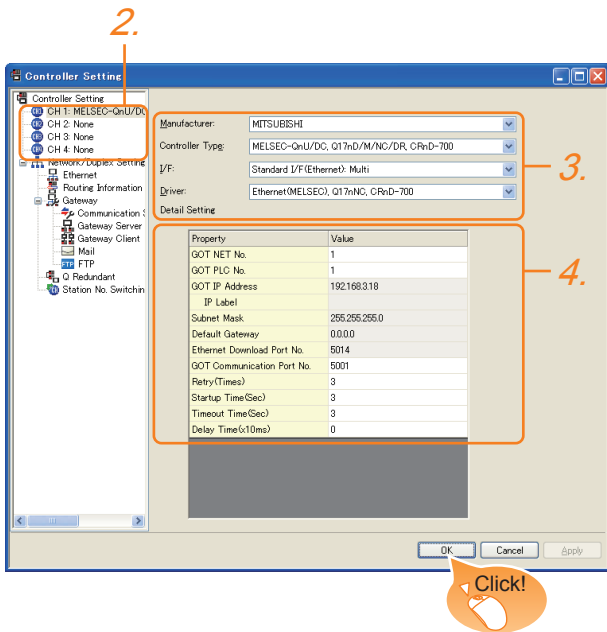 2.
Controller Setting
Controller Setting
CH 1: MELSEC-QnU/DC
CH 2: None
CH 3: None
CH 4: None
Network/Duplex Setting
Ethernet
Routing Information
Gateway
Communication S
Gateway Server
Gateway Client
Mail
FTP FTP
Q Redundant
Station No. Switchin
Manufacturer: MITSUBISHI
Controller Type: MELSEC-QnU/DC, Q17nD/M/NC/DR, CRnD-700
I/F: Standard I/F(Ethernet): Multi
Driver: Ethernet(MELSEC), Q17nNC, CRnD-700
3.
Detail Setting
Property Value
GOT NET No. 1
GOT PLC No. 1
GOT IP Address 192.168.3.18
IP Label
Subnet Mask 255.255.255.0
Default Gateway 0.0.0.0
Ethernet Download Port No. 5014
GOT Communication Port No. 5001
Retry(Times) 3
Startup Time(Sec) 3
Timeout Time(Sec) 3
Delay Time(x10ms) 0
4.
OK Cancel Apply
Click!